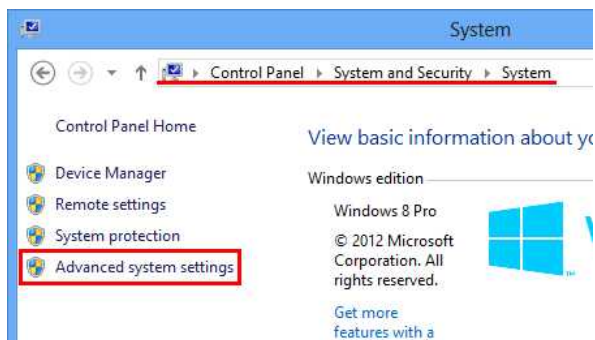 System
Control Panel ▸ System and Security ▸ System
Control Panel Home
Device Manager
Remote settings
System protection
Advanced system settings
View basic information about yo
Windows edition
Windows 8 Pro
© 2012 Microsoft
Corporation. All
rights reserved.
Get more
features with a